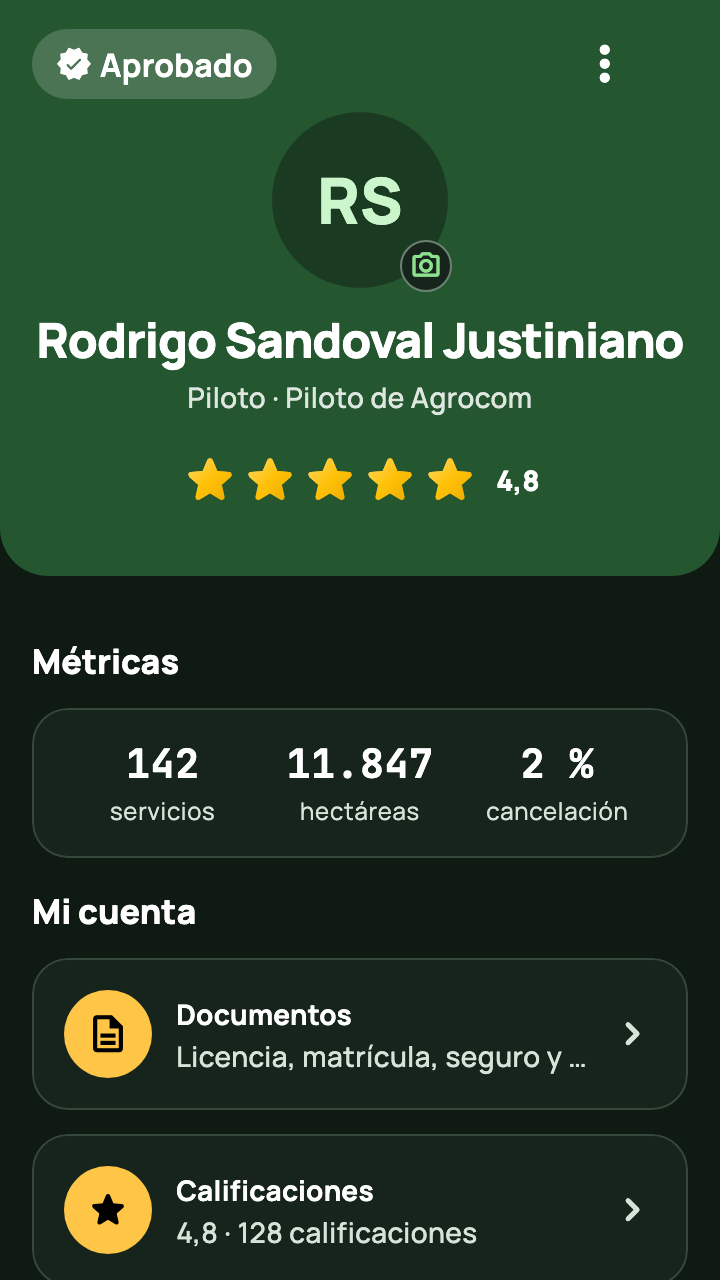 Aprobado
RS
Rodrigo Sandoval Justiniano
Piloto · Piloto de Agrocom
4,8
Métricas
142 11.847 2 %
servicios hectáreas cancelación
Mi cuenta
Documentos
Licencia, matrícula, seguro y ...
Calificaciones
4,8 · 128 calificaciones